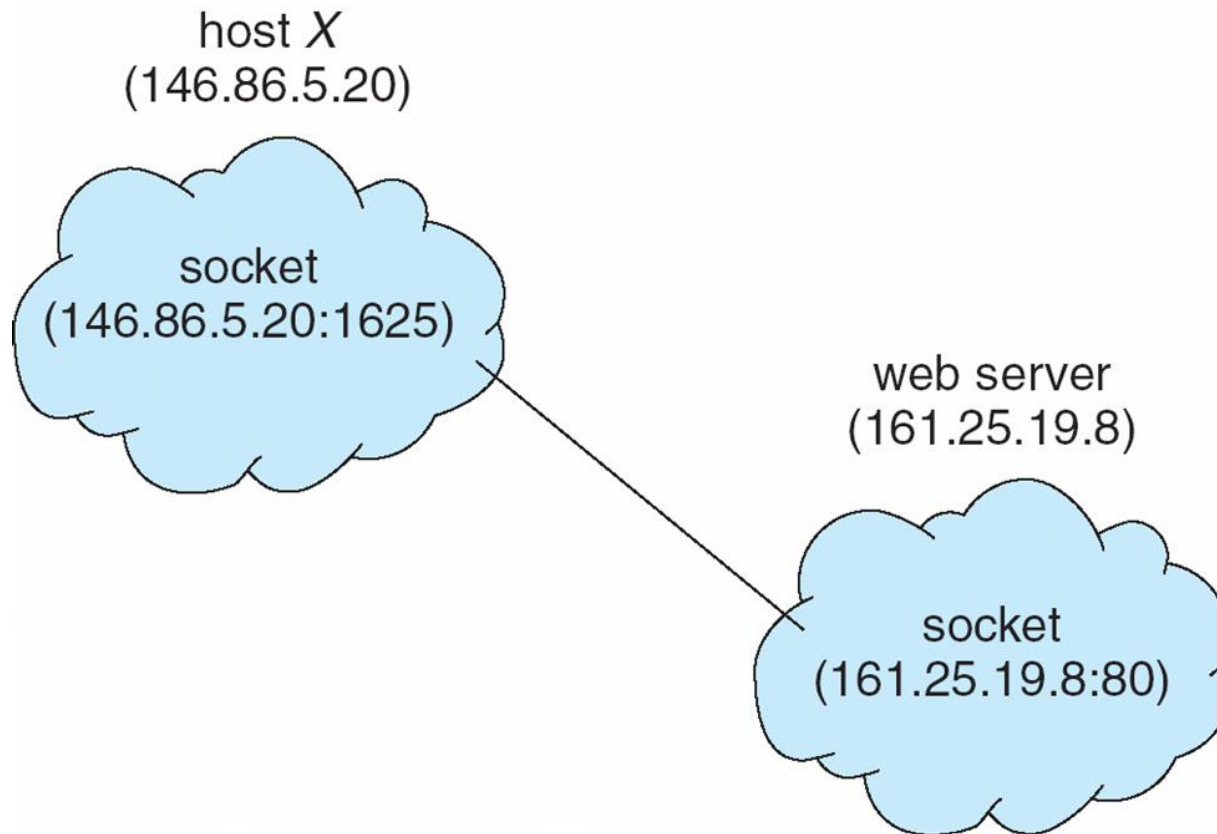 host X
(146.86.5.20)
socket
(146.86.5.20:1625)
web server
(161.25.19.8)
socket
(161.25.19.8:80)